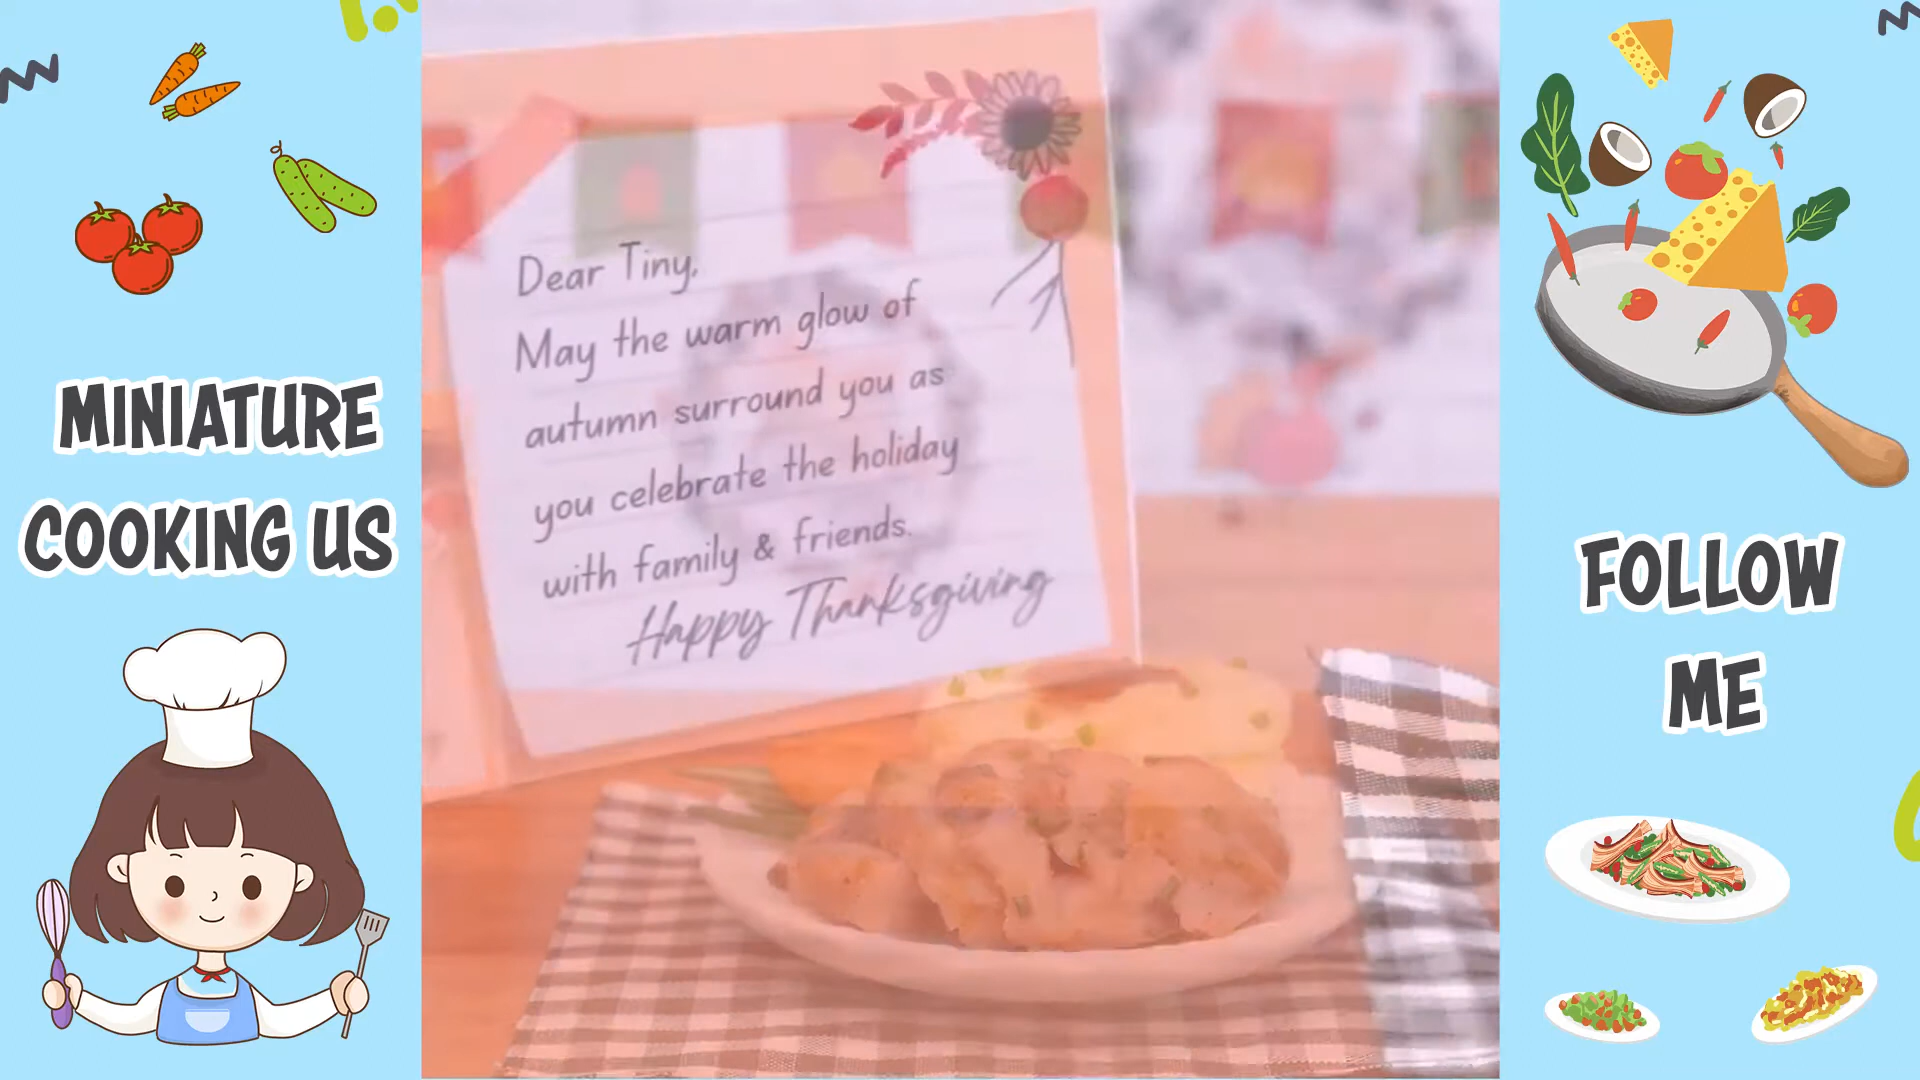 MINIATURE
COOKING US
Dear Tiny,
May the warm glow of
autumn surround you as
you celebrate the holiday
with family & friends.
Happy Thanksgiving
FOLLOW
ME